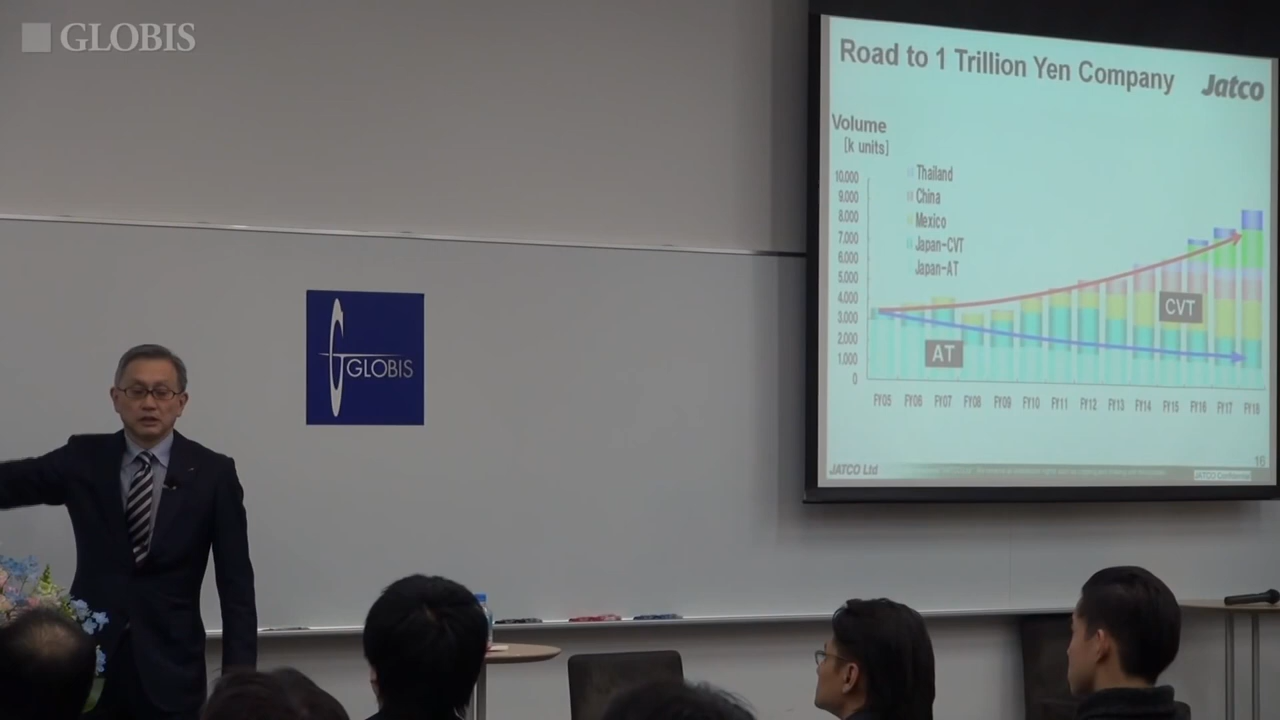 GLOBIS
Road to 1 Trillion Yen Company
Jatco
Volume
[k units]
10,000
9,000
8,000
7,000
6,000
5,000
4,000
3,000
2,000
1,000
0
Thailand
China
Mexico
Japan-CVT
Japan-AT
CVT
AT
FY05 FY06 FY07 FY08 FY09 FY10 FY11 FY12 FY13 FY14 FY15 FY16 FY17 FY18
16
JATCO Ltd
JATCO Confidential
GLOBIS